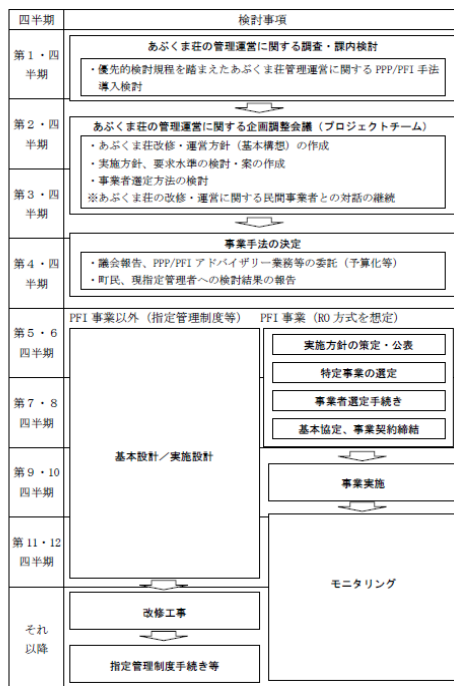 四半期 検討事項
第１・四
半期
あぶくま荘の管理運営に関する調査・課内検討
・優先的検討規程を踏まえたあぶくま荘管理運営に関する PPP/PFI 手法
導入検討
第２・四
半期
あぶくま荘の管理運営に関する企画調整会議（プロジェクトチーム）
・あぶくま荘改修・運営方針（基本構想）の作成
・実施方針、要求水準の検討・案の作成
・事業者選定方法の検討
※あぶくま荘の改修・運営に関する民間事業者との対話の継続
第３・四
半期
事業手法の決定
第４・四
半期
・議会報告、PPP/PFI アドバイザリー業務等の委託（予算化等）
・町民、現指定管理者への検討結果の報告
第５・６
四半期
PFI 事業以外（指定管理制度等）
PFI 事業（RO 方式を想定）
実施方針の策定・公表
特定事業の選定
第７・８
四半期
事業者選定手続き
基本協定、事業契約締結
基本設計／実施設計
第９・10
四半期
事業実施
第 11・12
四半期
モニタリング
それ
以降
改修工事
指定管理制度手続き等